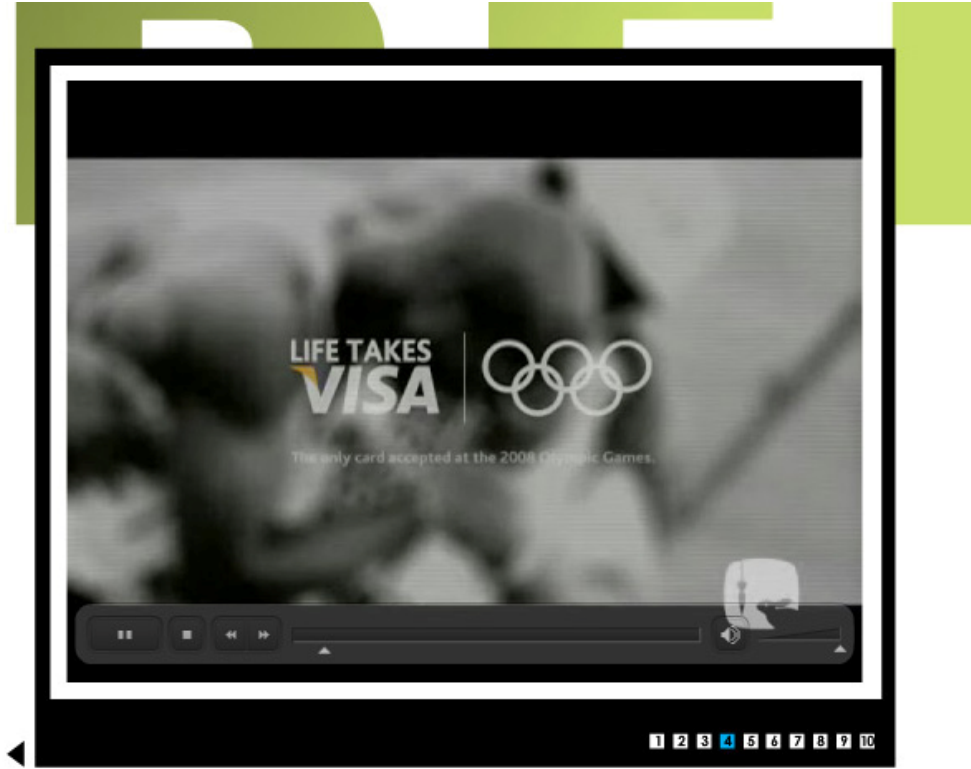 LIFE TAKES
VISA
The only card accepted at the 2008 Olympic Games.
1 2 3 4 5 6 7 8 9 10